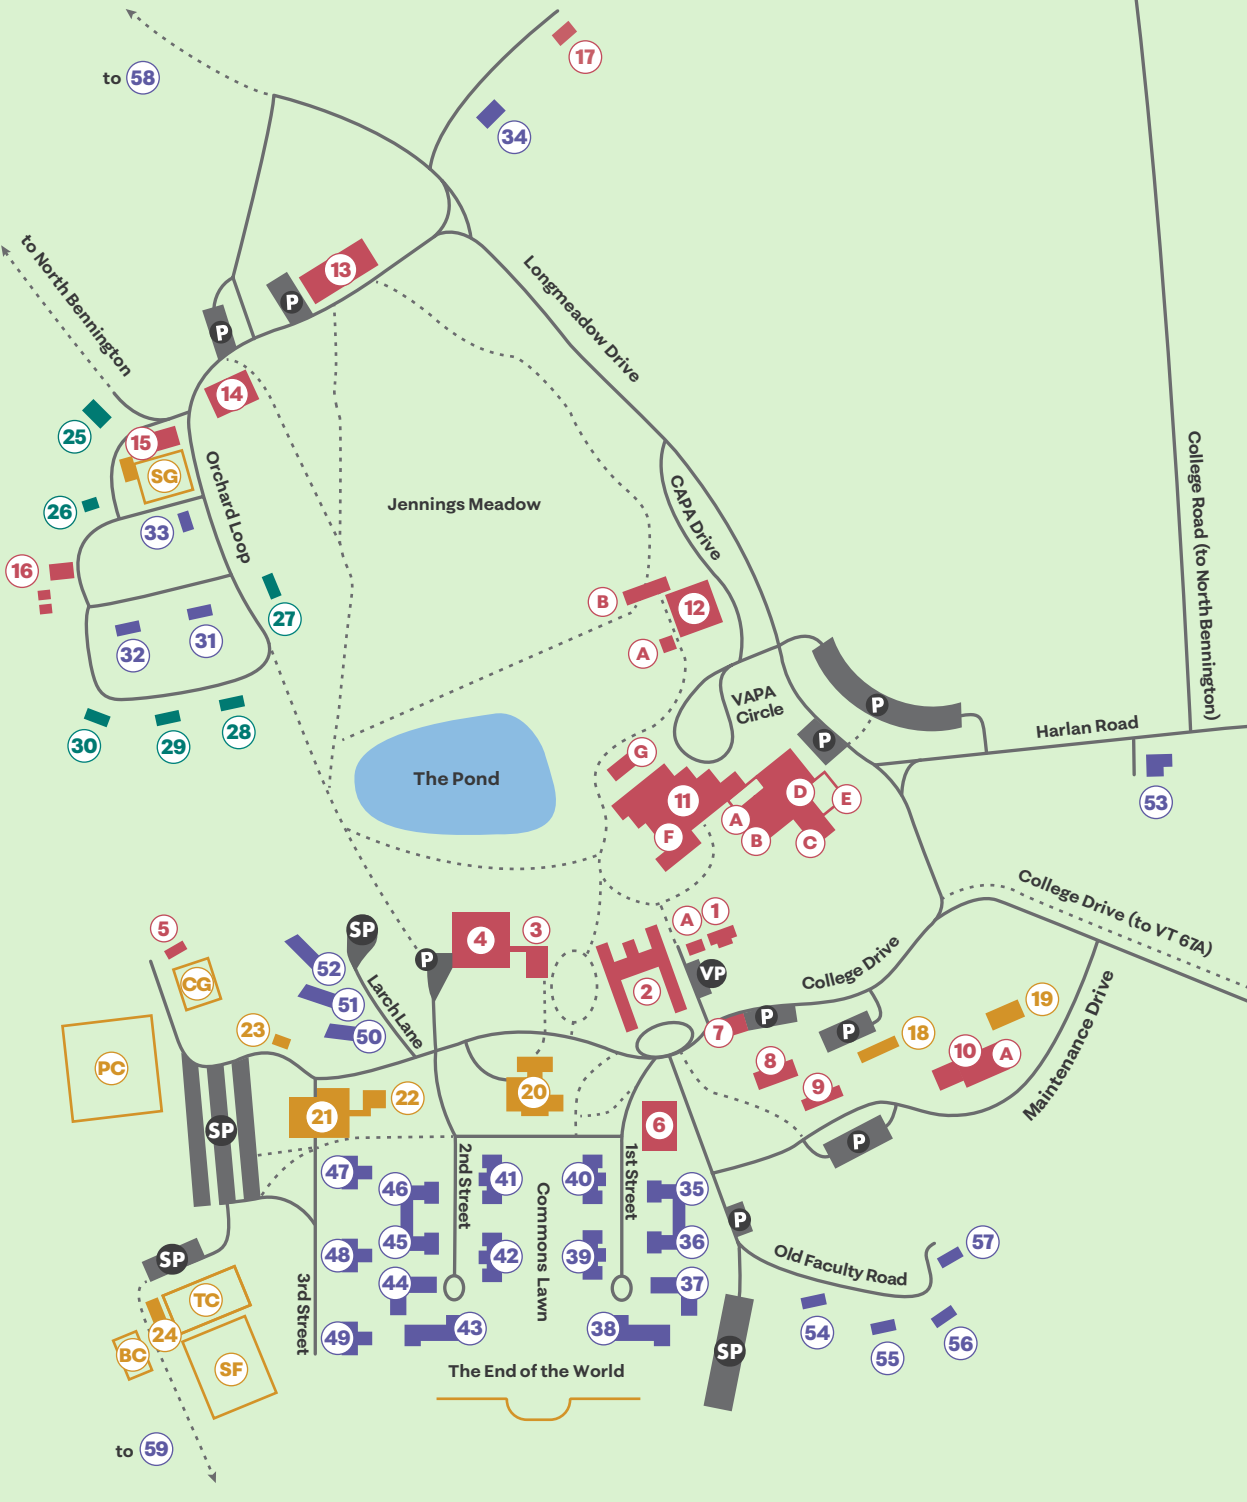 17
to 58
34
to North Bennington
13
P
Longmeadow Drive
P
14
25
15
SG
Orchard Loop
26
33
Jennings Meadow
CAPA Drive
College Road (to North Bennington)
16
27
B
12
32
31
A
VAPA
Circle
P
30
29
28
P
Harlan Road
G
The Pond
11
D
E
53
A
F
B
C
College Drive (to VT 67A)
5
SP
4
3
A
1
P
52
CG
51
2
VP
College Drive
Larch Lane
23
50
7
P
P
18
19
Maintenance Drive
PC
8
10
A
9
20
22
21
SP
6
P
47
46
2nd Street
41
40
1st Street
35
Commons Lawn
P
45
48
42
39
36
57
SP
Old Faculty Road
44
37
TC
3rd Street
54
24
49
43
38
56
BC
SP
55
SF
The End of the World
to 59